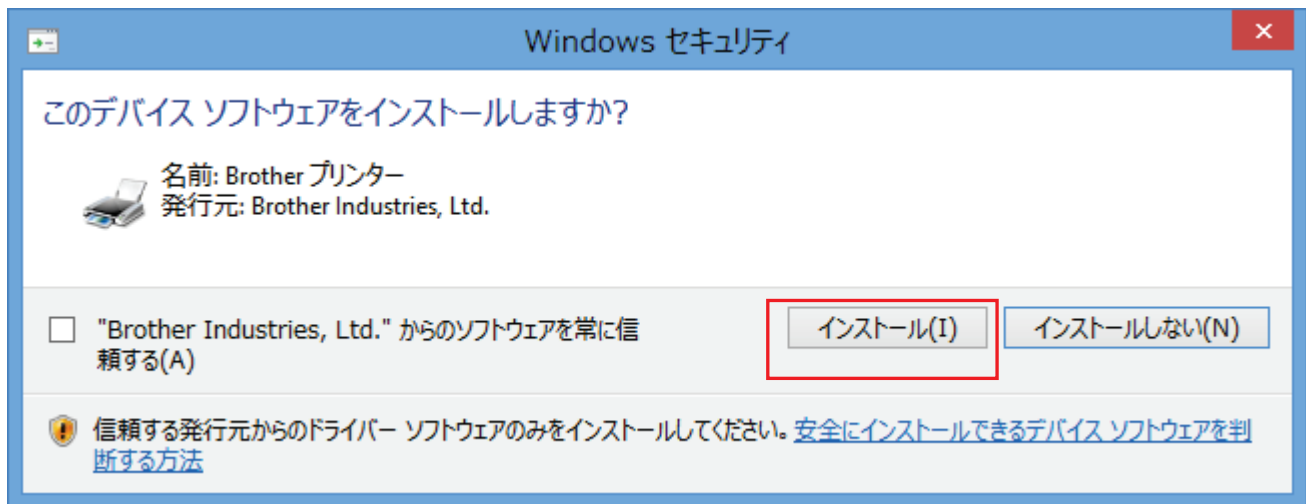 Windows セキュリティ
このデバイス ソフトウェアをインストールしますか?
名前: Brother プリンター
発行元: Brother Industries, Ltd.
"Brother Industries, Ltd." からのソフトウェアを常に信
頼する(A)
インストール(I)
インストールしない(N)
信頼する発行元からのドライバー ソフトウェアのみをインストールしてください。安全にインストールできるデバイス ソフトウェアを判
断する方法